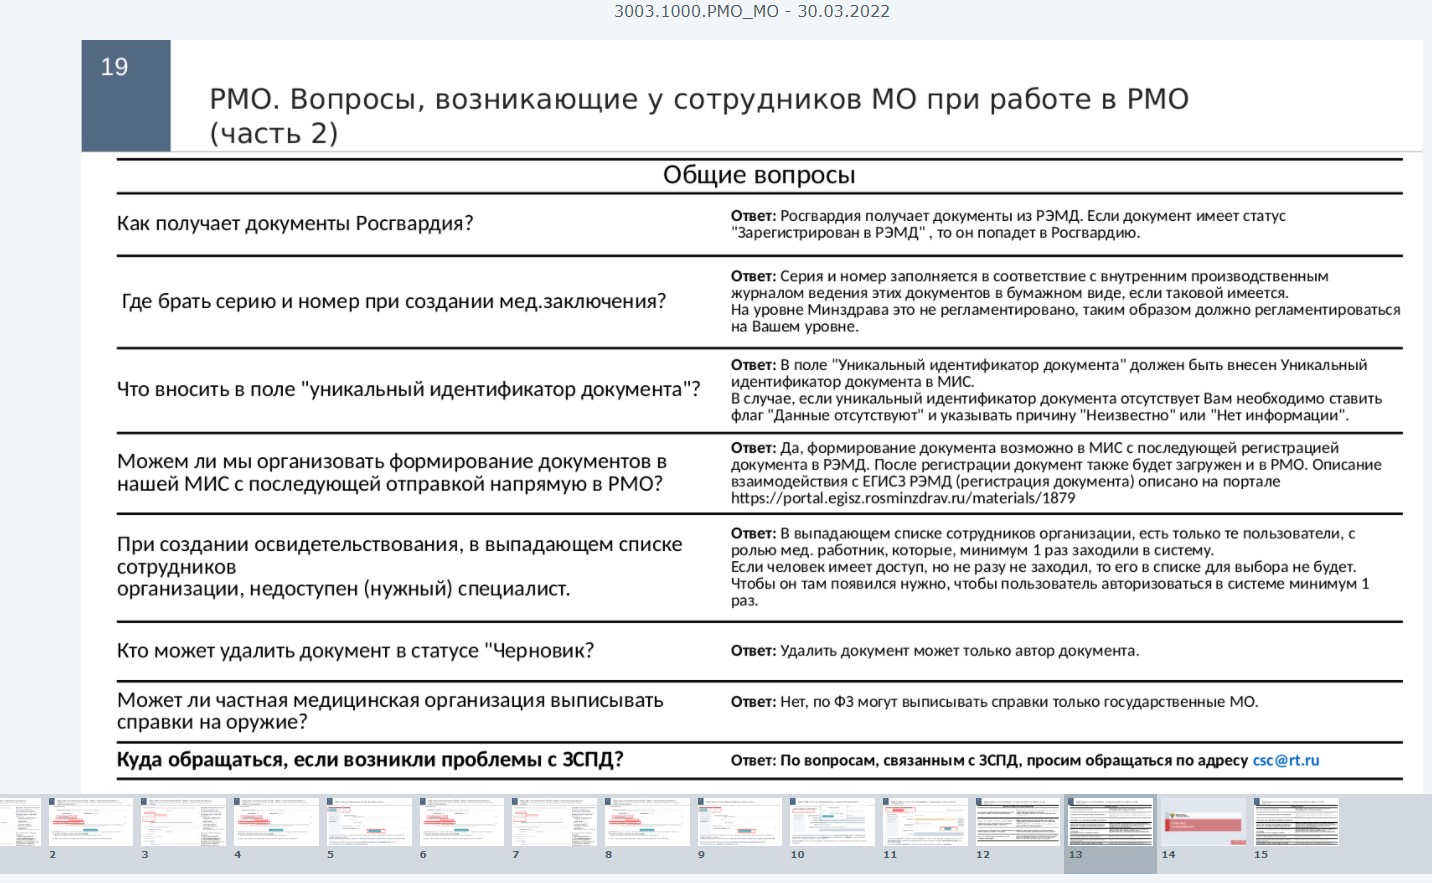 3003.1000.РМО_МО - 30.03.2022
19
РМО. Вопросы, возникающие у сотрудников МО при работе в РМО
(часть 2)
Общие вопросы
Как получает документы Росгвардия?
Ответ: Росгвардия получает документы из РЭМД. Если документ имеет статус
"Зарегистрирован в РЭМД" , то он попадет в Росгвардию.
Где брать серию и номер при создании мед.заключения?
Ответ: Серия и номер заполняется в соответствие с внутренним производственным
журналом ведения этих документов в бумажном виде, если таковой имеется.
На уровне Минздрава это не регламентировано, таким образом должно регламентироваться
на Вашем уровне.
Что вносить в поле "уникальный идентификатор документа"?
Ответ: В поле "Уникальный идентификатор документа" должен быть внесен Уникальный
идентификатор документа в МИС.
В случае, если уникальный идентификатор документа отсутствует Вам необходимо ставить
флаг "Данные отсутствуют" и указывать причину "Неизвестно" или "Нет информации".
Можем ли мы организовать формирование документов в
нашей МИС с последующей отправкой напрямую в РМО?
Ответ: Да, формирование документа возможно в МИС с последующей регистрацией
документа в РЭМД. После регистрации документ также будет загружен и в РМО. Описание
взаимодействия с ЕГИСЗ РЭМД (регистрация документа) описано на портале
https://portal.egisz.rosminzdrav.ru/materials/1879
При создании освидетельствования, в выпадающем списке
сотрудников
организации, недоступен (нужный) специалист.
Ответ: В выпадающем списке сотрудников организации, есть только те пользователи, с
ролью мед. работник, которые, минимум 1 раз заходили в систему.
Если человек имеет доступ, но не разу не заходил, то его в списке для выбора не будет.
Чтобы он там появился нужно, чтобы пользователь авторизоваться в системе минимум 1
раз.
Кто может удалить документ в статусе "Черновик?
Ответ: Удалить документ может только автор документа.
Может ли частная медицинская организация выписывать
справки на оружие?
Ответ: Нет, по ФЗ могут выписывать справки только государственные МО.
Куда обращаться, если возникли проблемы с ЗСПД?
Ответ: По вопросам, связанным с ЗСПД, просим обращаться по адресу csc@rt.ru
2
3
4
5
6
7
8
9
10
11
12
13
14
15